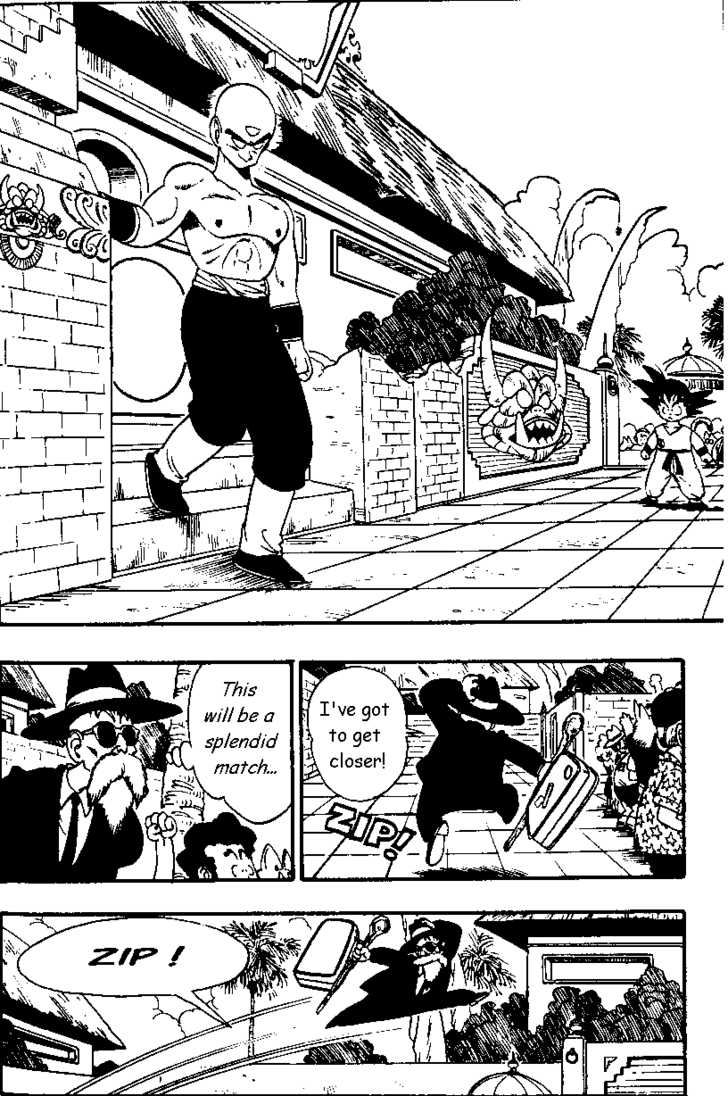 This
will be a
splendid
match...
I've got
to get
closer!
ZIP!
ZIP!